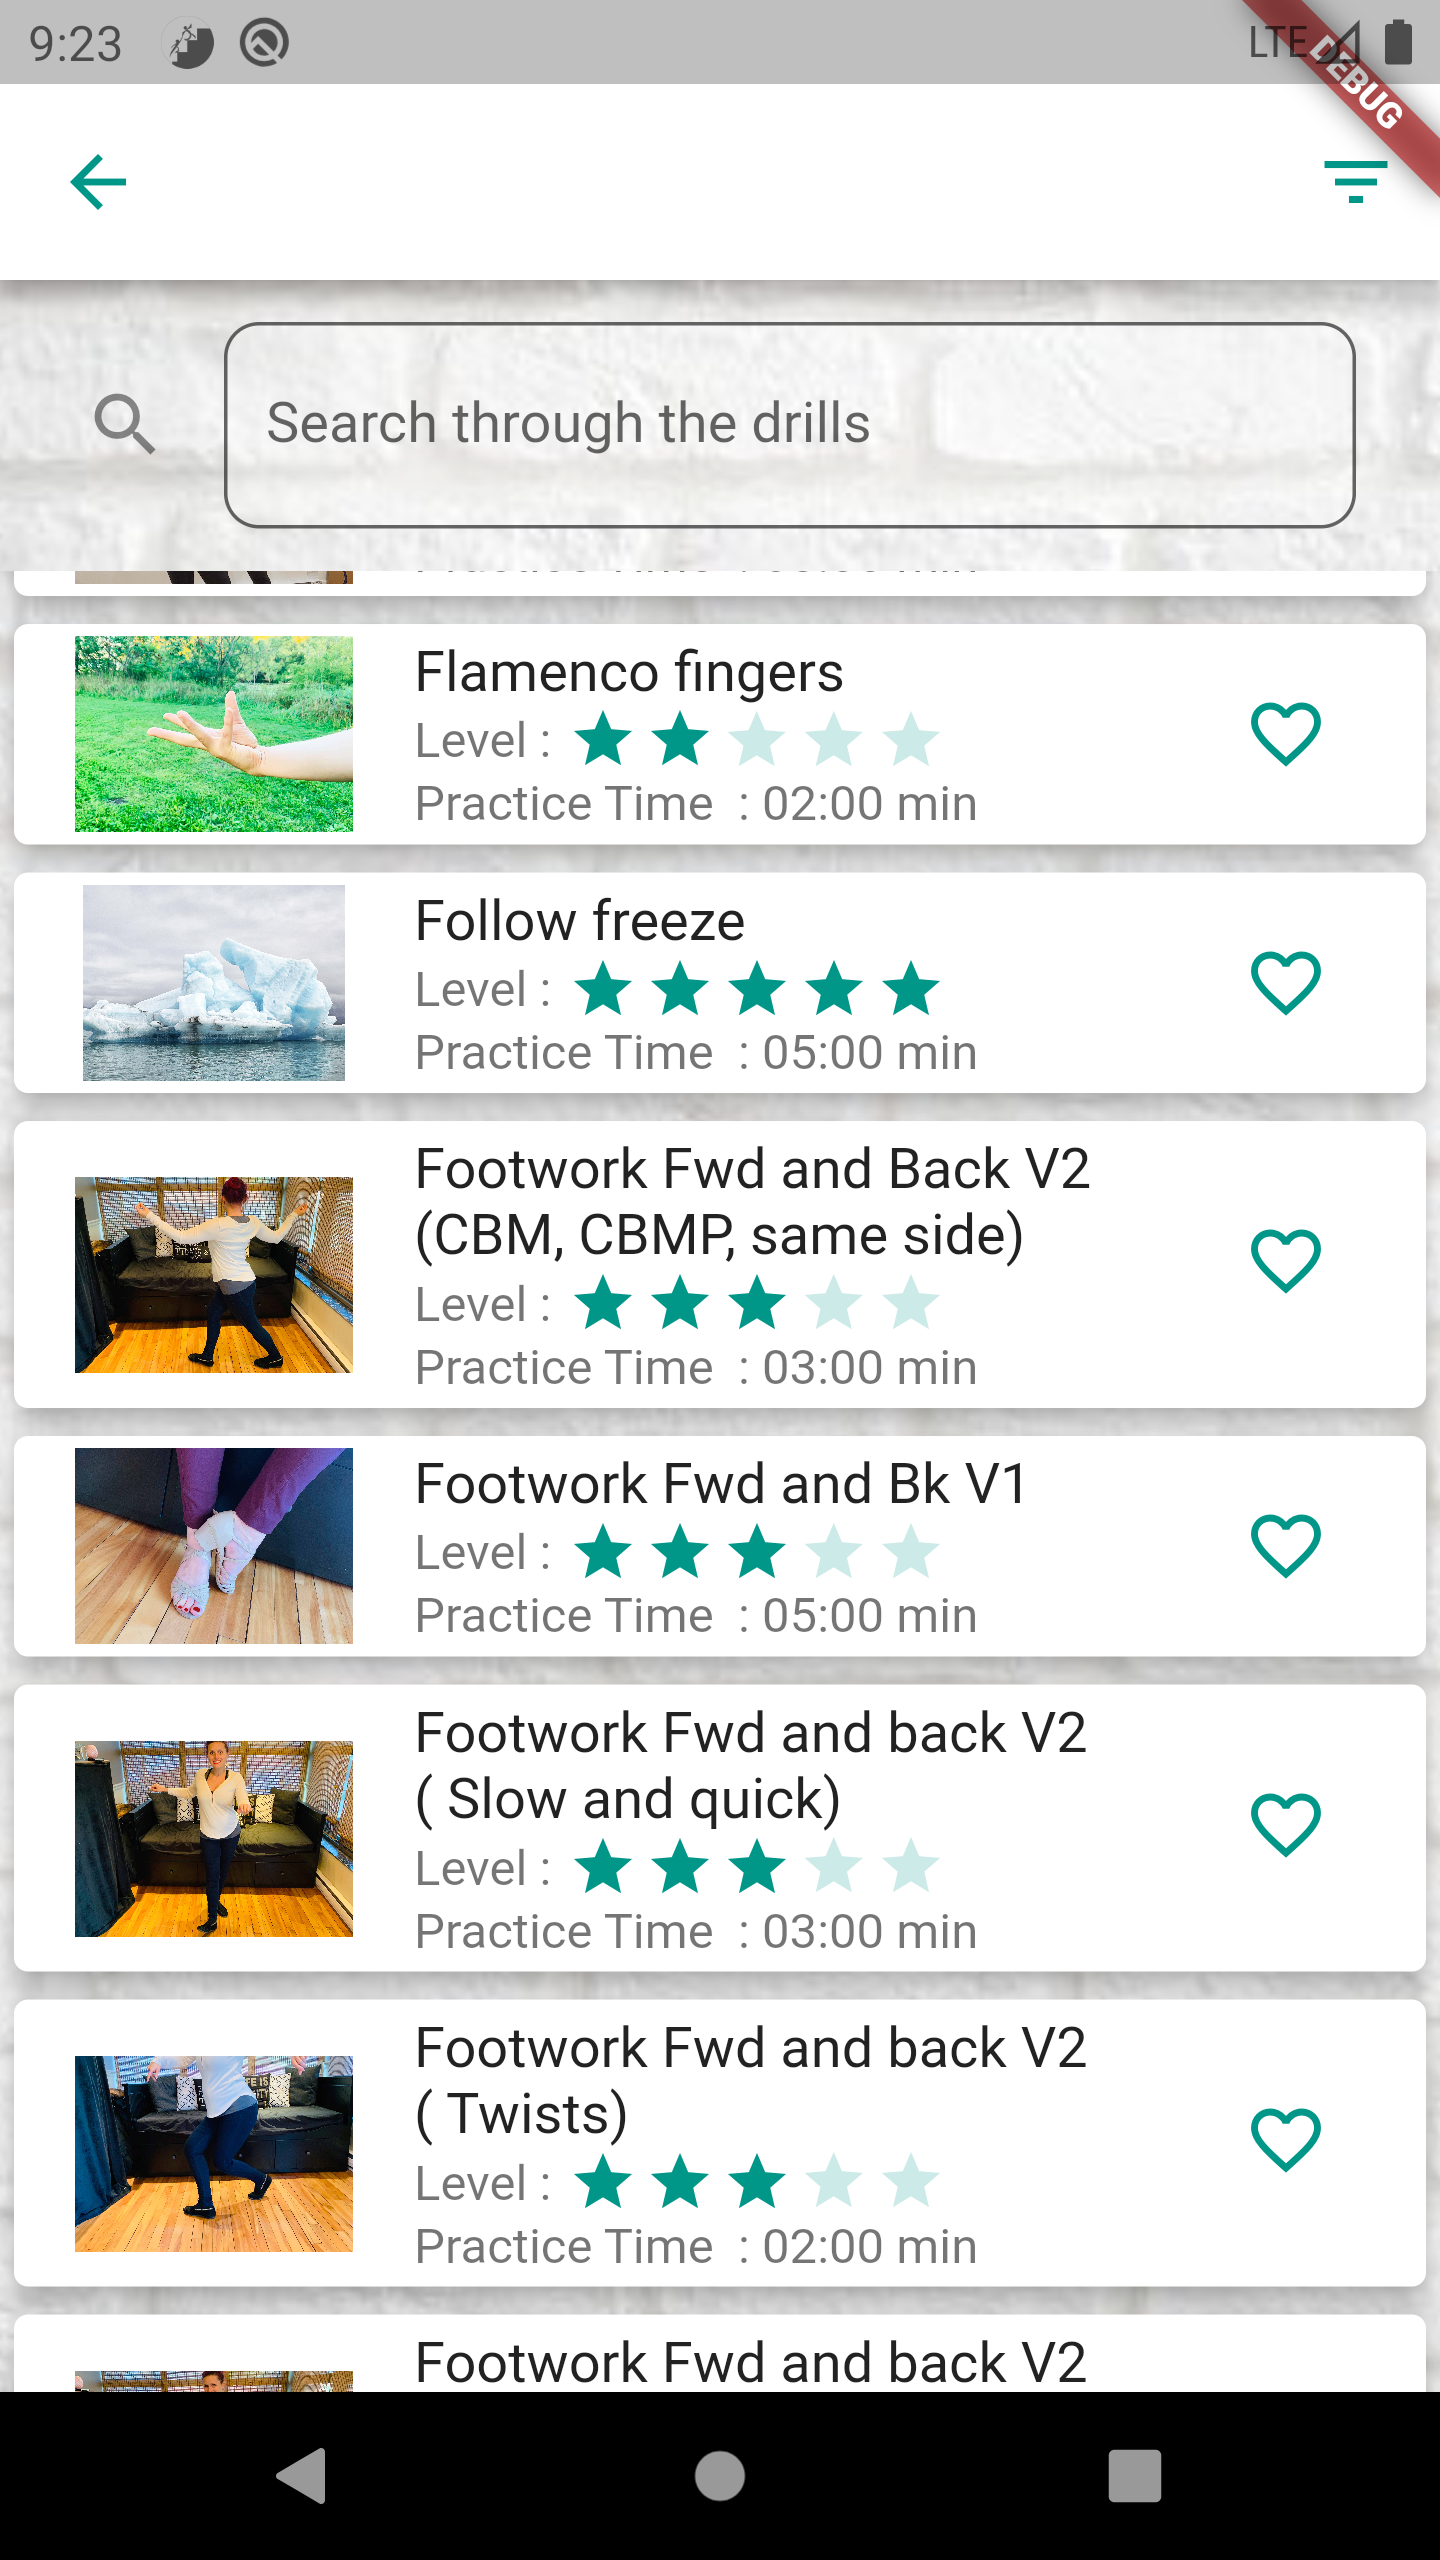 9:23
LTE
DEBUG
Search through the drills
Flamenco fingers
Level :
Practice Time : 02:00 min
Follow freeze
Level :
Practice Time : 05:00 min
Footwork Fwd and Back V2
(CBM, CBMP, same side)
Level :
Practice Time : 03:00 min
Footwork Fwd and Bk V1
Level :
Practice Time : 05:00 min
Footwork Fwd and back V2
( Slow and quick)
Level :
Practice Time : 03:00 min
Footwork Fwd and back V2
( Twists)
Level :
Practice Time : 02:00 min
Footwork Fwd and back V2